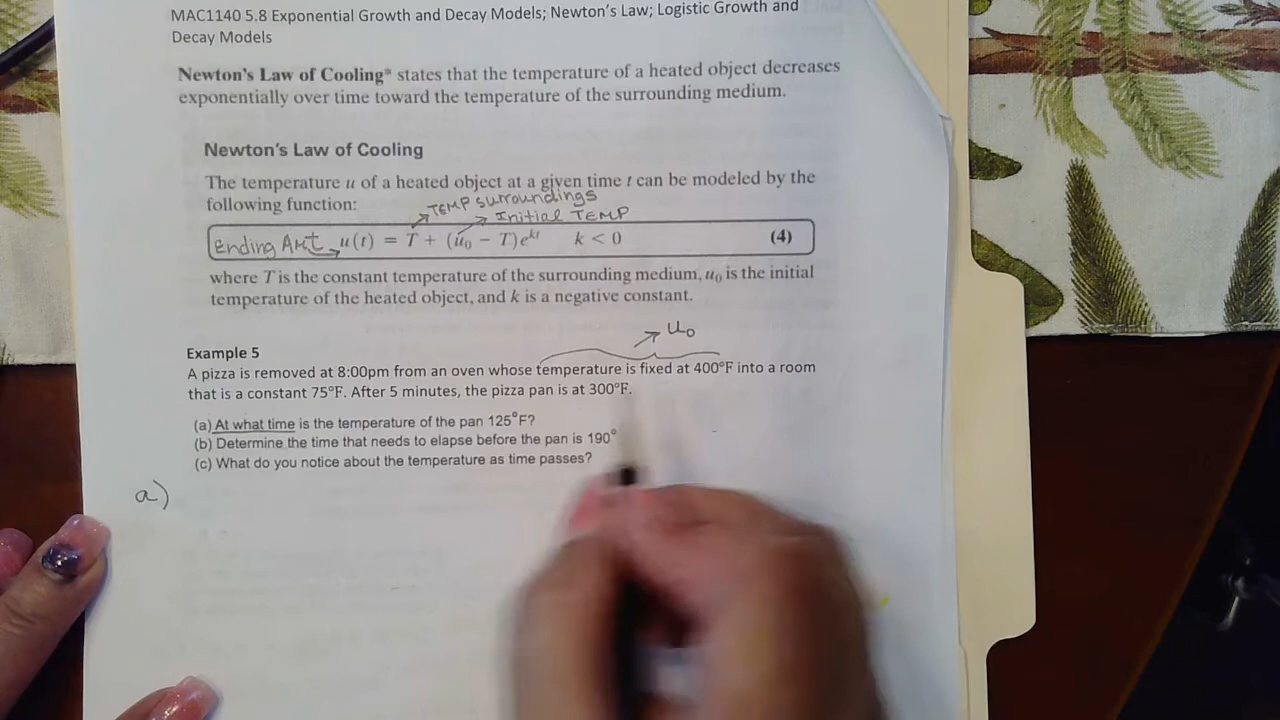 MAC1140 5.8 Exponential Growth and Decay Models; Newton's Law; Logistic Growth and
Decay Models
Newton's Law of Cooling* states that the temperature of a heated object decreases
exponentially over time toward the temperature of the surrounding medium.
Newton's Law of Cooling
The temperature u of a heated object at a given time t can be modeled by the
following function:
TEMP surroundings
Initial TEMP
Ending AMt u(t) = T + (u₀ − T)eᵏᵗ k < 0 (4)
where T is the constant temperature of the surrounding medium, u₀ is the initial
temperature of the heated object, and k is a negative constant.
u₀
Example 5
A pizza is removed at 8:00pm from an oven whose temperature is fixed at 400°F into a room
that is a constant 75°F. After 5 minutes, the pizza pan is at 300°F.
(a) At what time is the temperature of the pan 125°F?
(b) Determine the time that needs to elapse before the pan is 190°
(c) What do you notice about the temperature as time passes?
a)